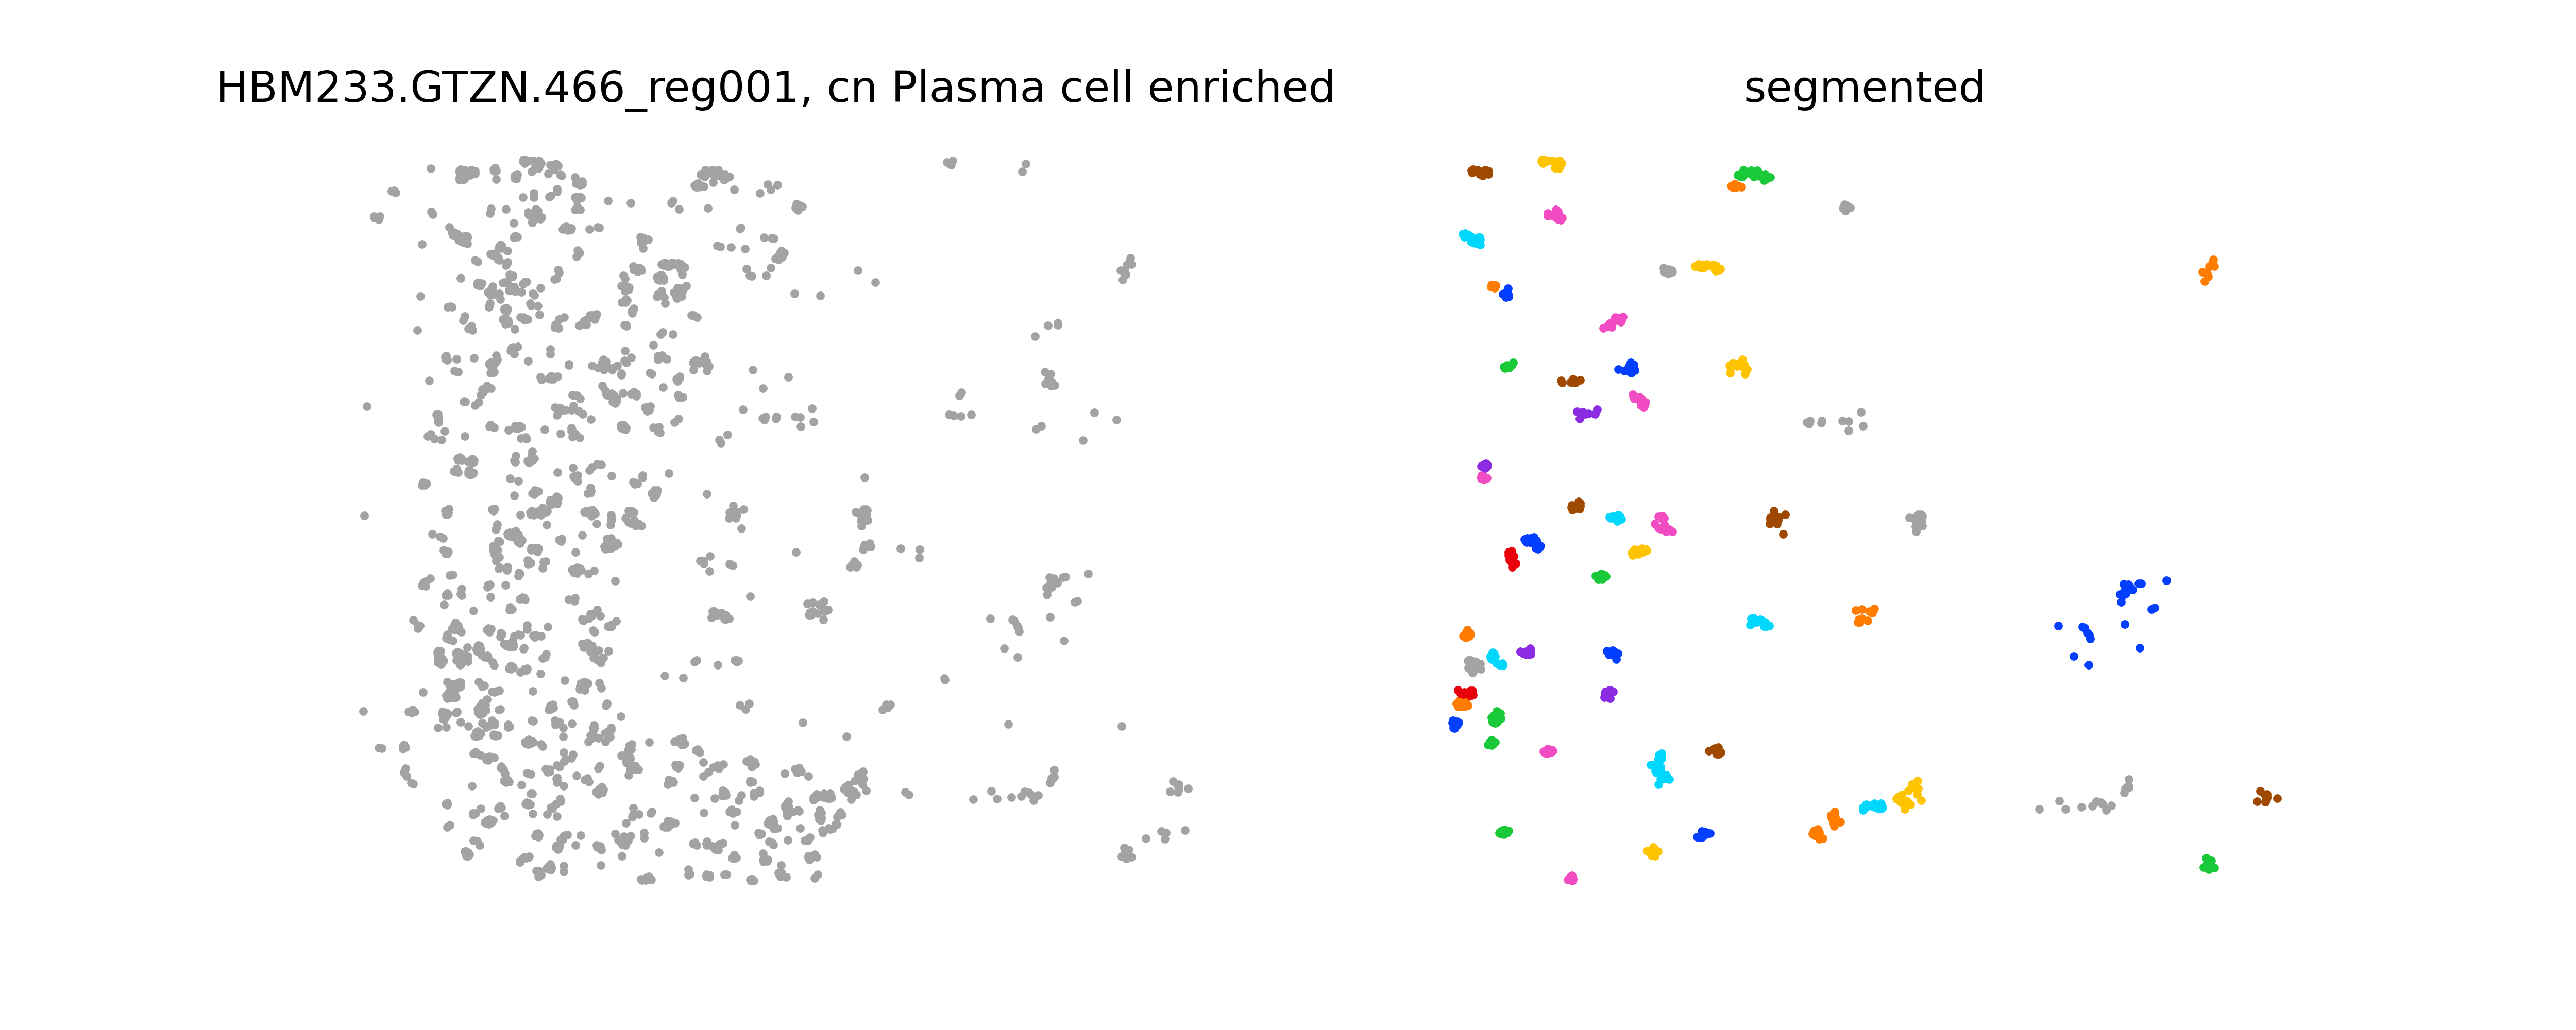 HBM233.GTZN.466_reg001, cn Plasma cell enriched
segmented